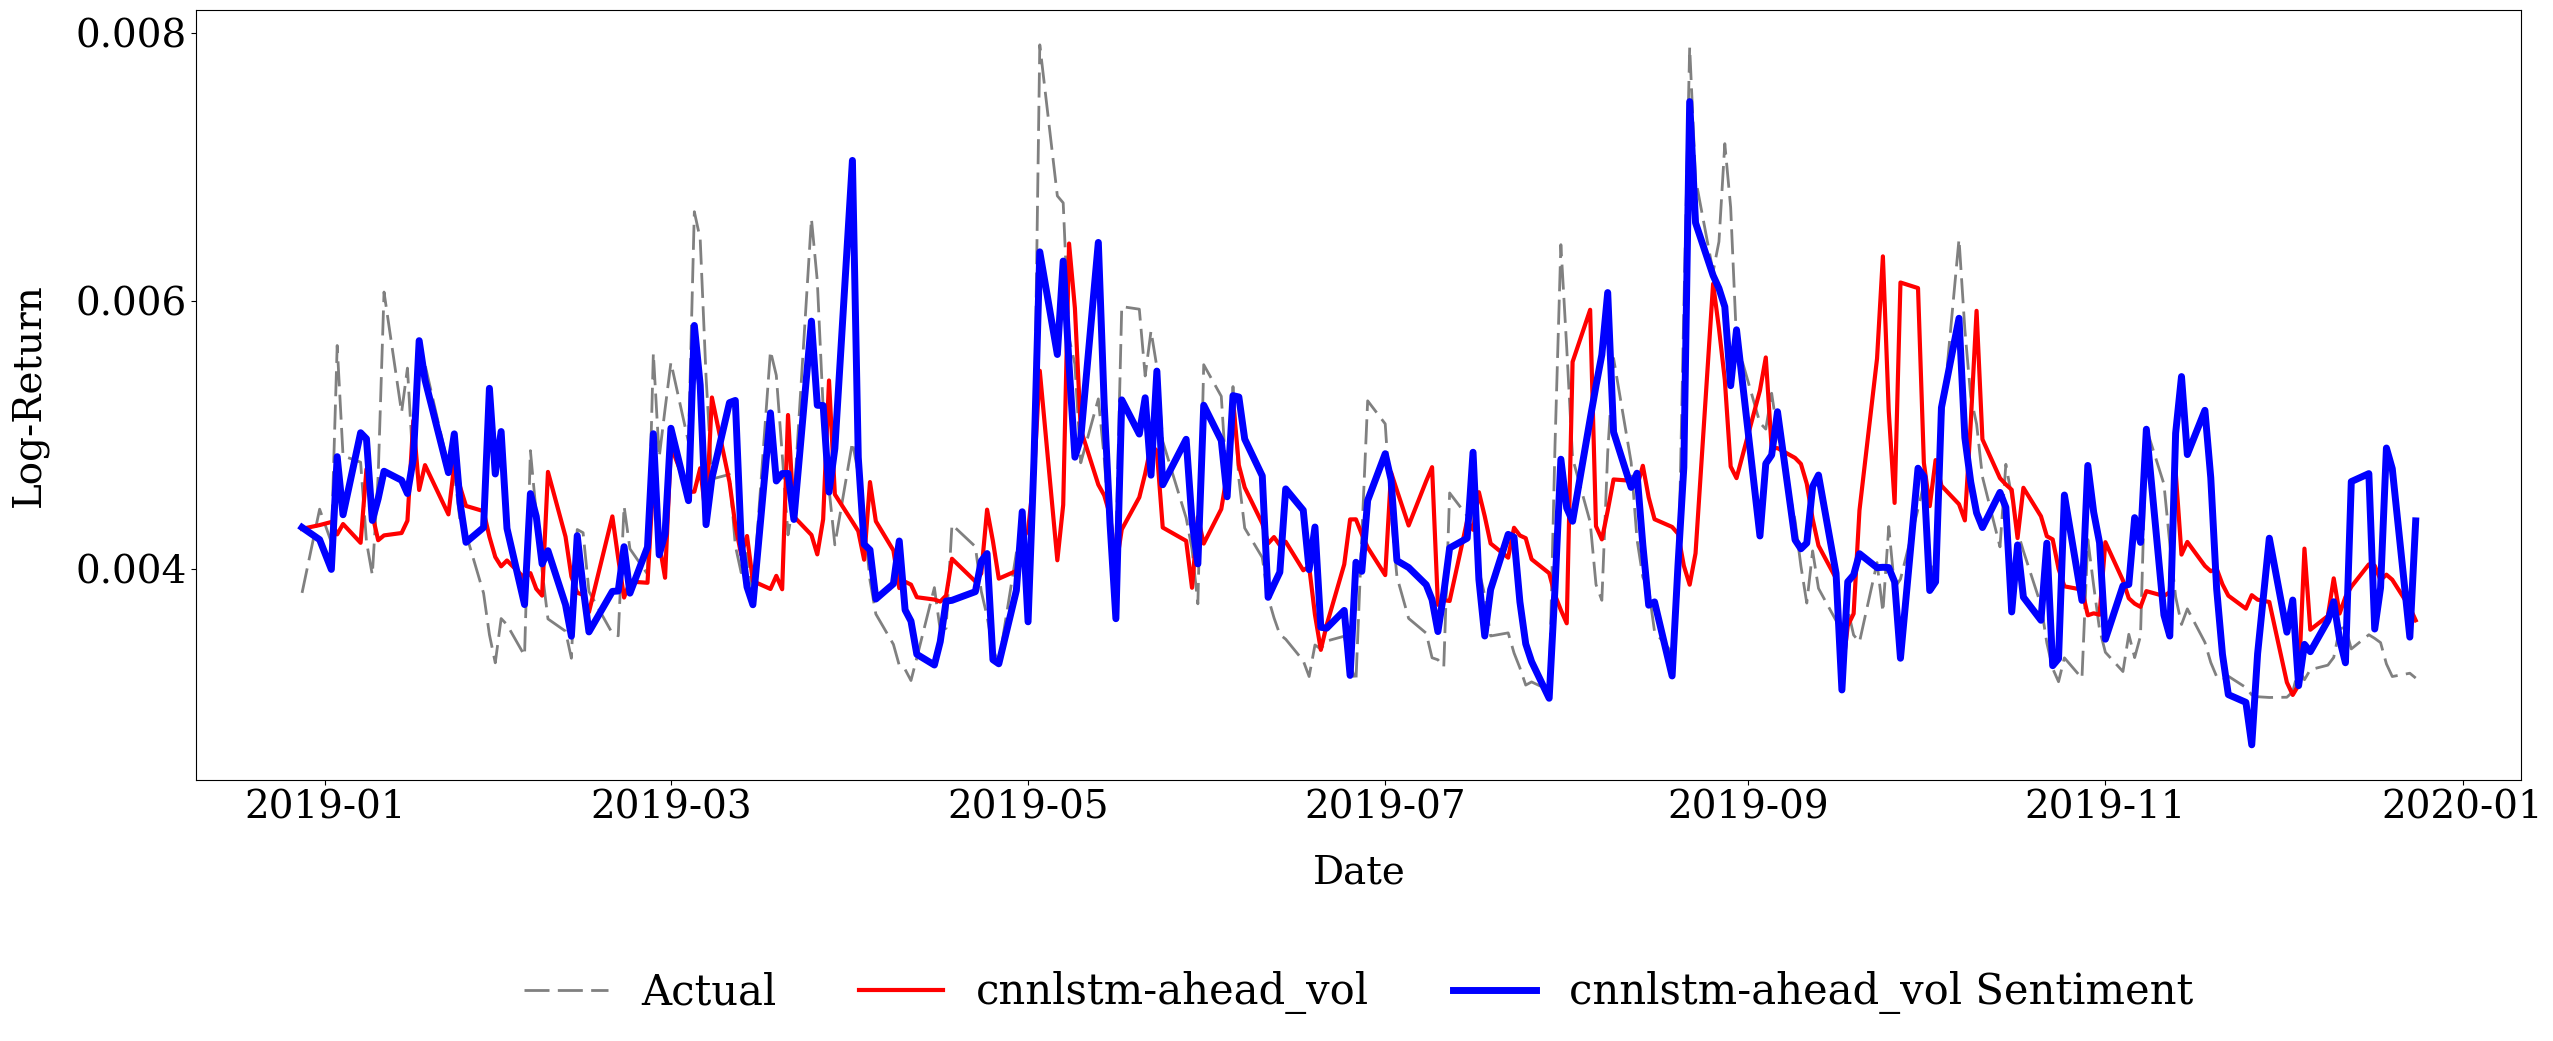 0.008
0.006
0.004
Log-Return
2019-01 2019-03 2019-05 2019-07 2019-09 2019-11 2020-01
Date
Actual cnnlstm-ahead_vol cnnlstm-ahead_vol Sentiment